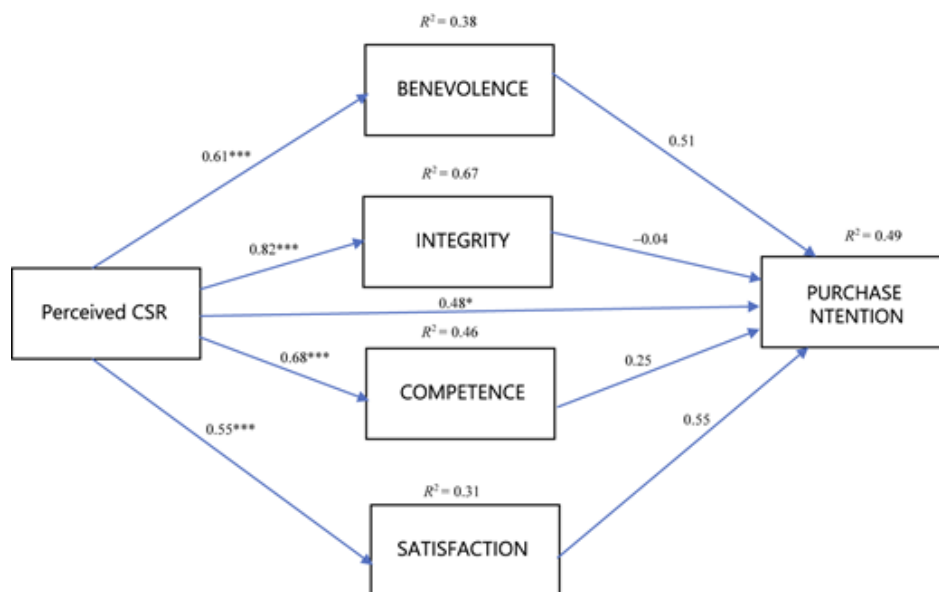 R² = 0.38
BENEVOLENCE
0.61***
0.51
R² = 0.67
INTEGRITY
0.82***
–0.04
R² = 0.49
Perceived CSR
0.48*
PURCHASE
NTENTION
R² = 0.46
0.68***
COMPETENCE
0.25
0.55***
0.55
R² = 0.31
SATISFACTION